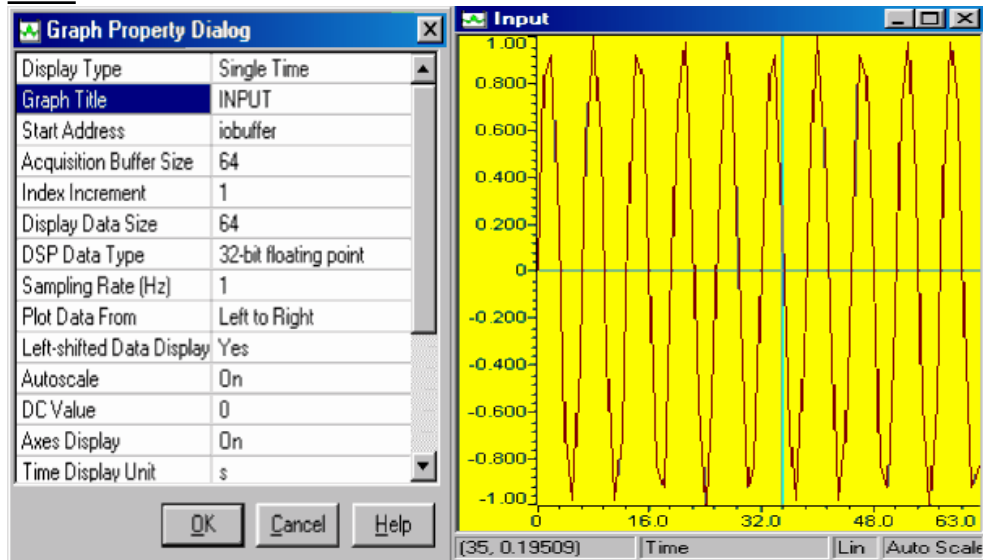 Graph Property Dialog
Display Type Single Time
Graph Title INPUT
Start Address iobuffer
Acquisition Buffer Size 64
Index Increment 1
Display Data Size 64
DSP Data Type 32-bit floating point
Sampling Rate (Hz) 1
Plot Data From Left to Right
Left-shifted Data Display Yes
Autoscale On
DC Value 0
Axes Display On
Time Display Unit s
OK Cancel Help
Input
1.00
0.800
0.600
0.400
0.200
0
-0.200
-0.400
-0.600
-0.800
-1.00
0 16.0 32.0 48.0 63.0
(35, 0.19509) Time Lin Auto Scale